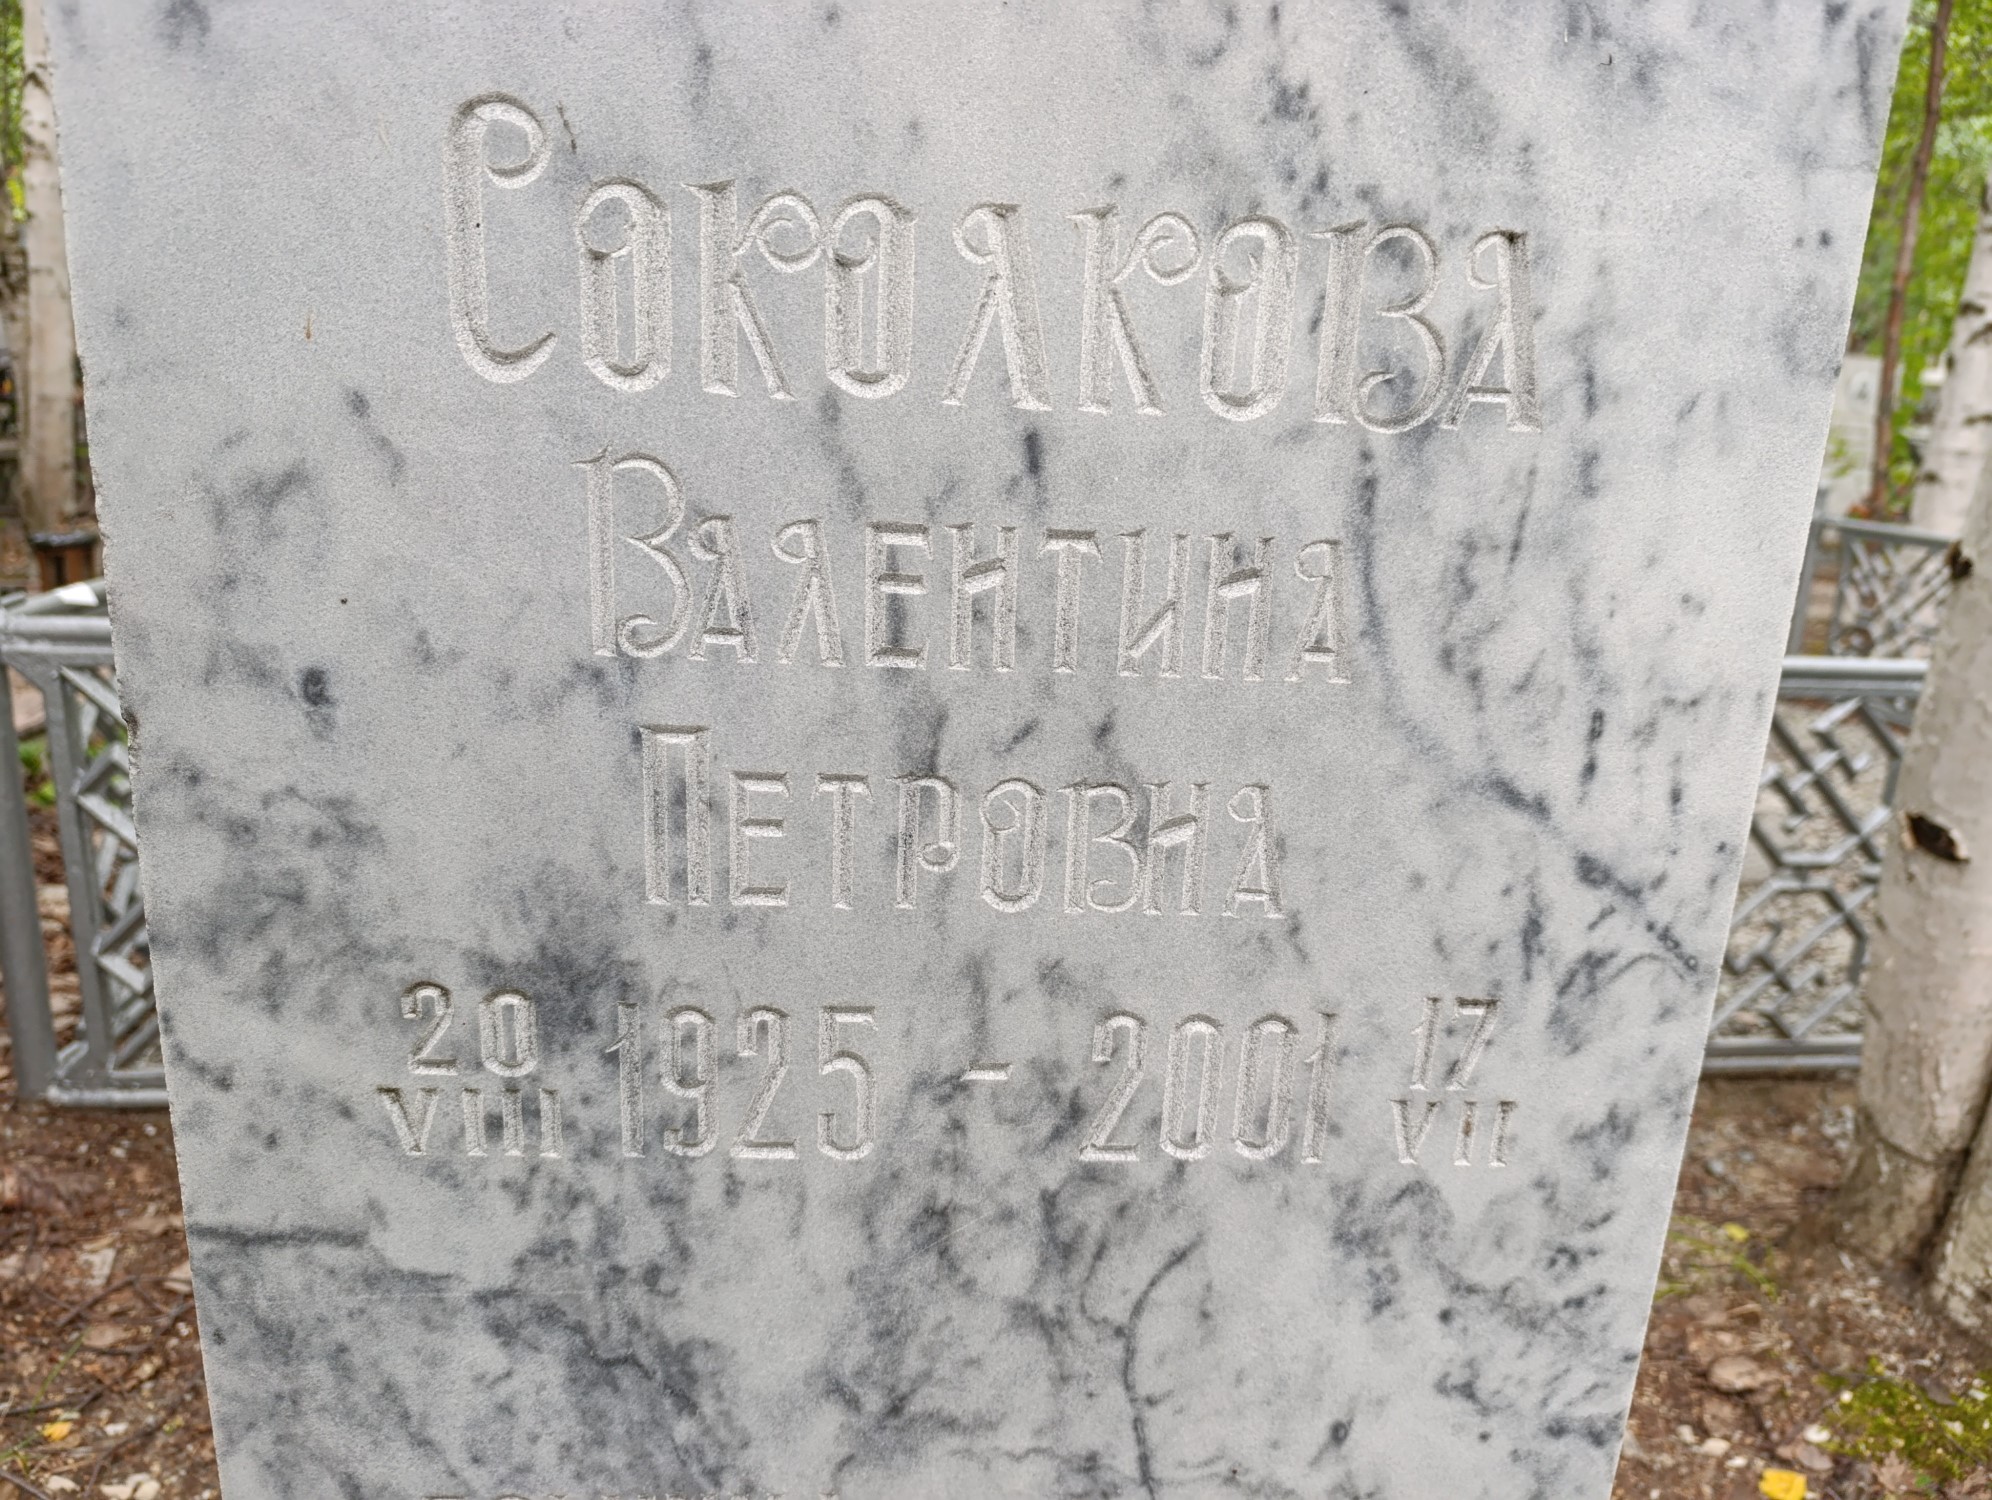 Соколкова
Валентина
Петровна
20/VIII 1925 - 2001 17/VII